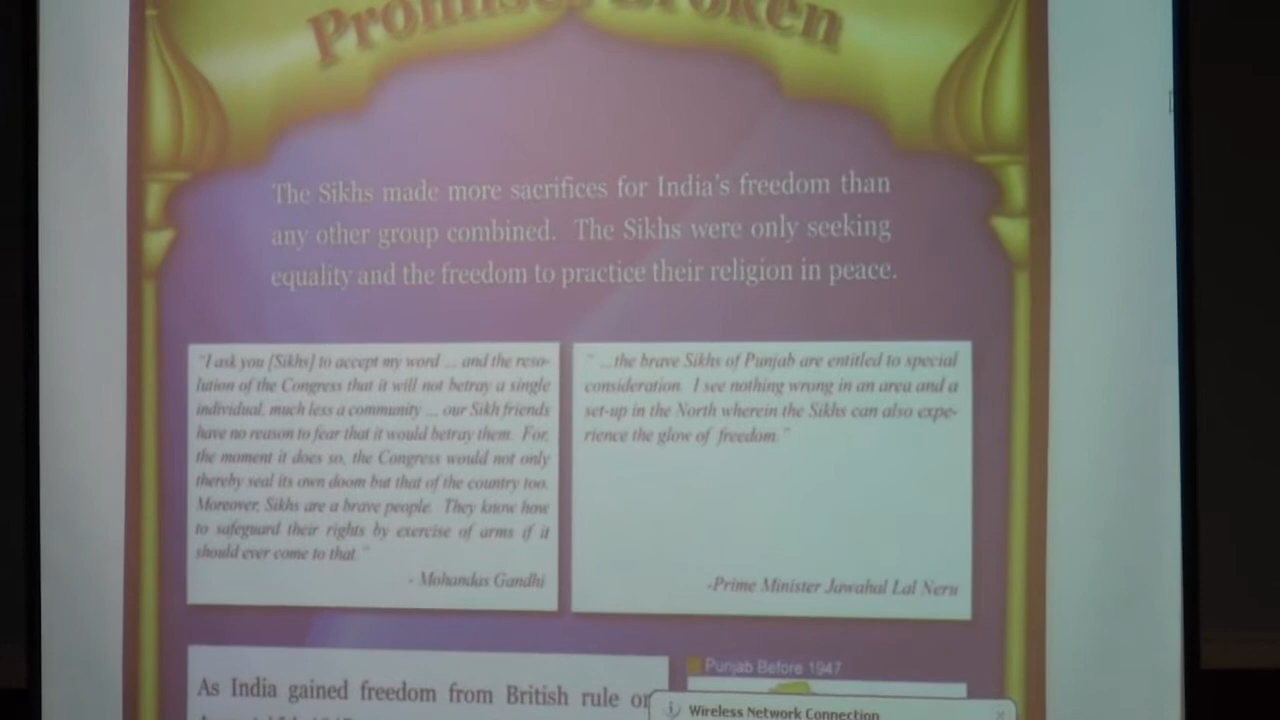 Promises Broken
The Sikhs made more sacrifices for India's freedom than
any other group combined. The Sikhs were only seeking
equality and the freedom to practice their religion in peace.
"I ask you [Sikhs] to accept my word ... and the reso-
lution of the Congress that it will not betray a single
individual, much less a community ... our Sikh friends
have no reason to fear that it would betray them. For,
the moment it does so, the Congress would not only
thereby seal its own doom but that of the country too.
Moreover, Sikhs are a brave people. They know how
to safeguard their rights by exercise of arms if it
should ever come to that."
- Mohandas Gandhi
"...the brave Sikhs of Punjab are entitled to special
consideration. I see nothing wrong in an area and a
set-up in the North wherein the Sikhs can also expe-
rience the glow of freedom."
-Prime Minister Jawahal Lal Neru
As India gained freedom from British rule on
Punjab Before 1947
Wireless Network Connection